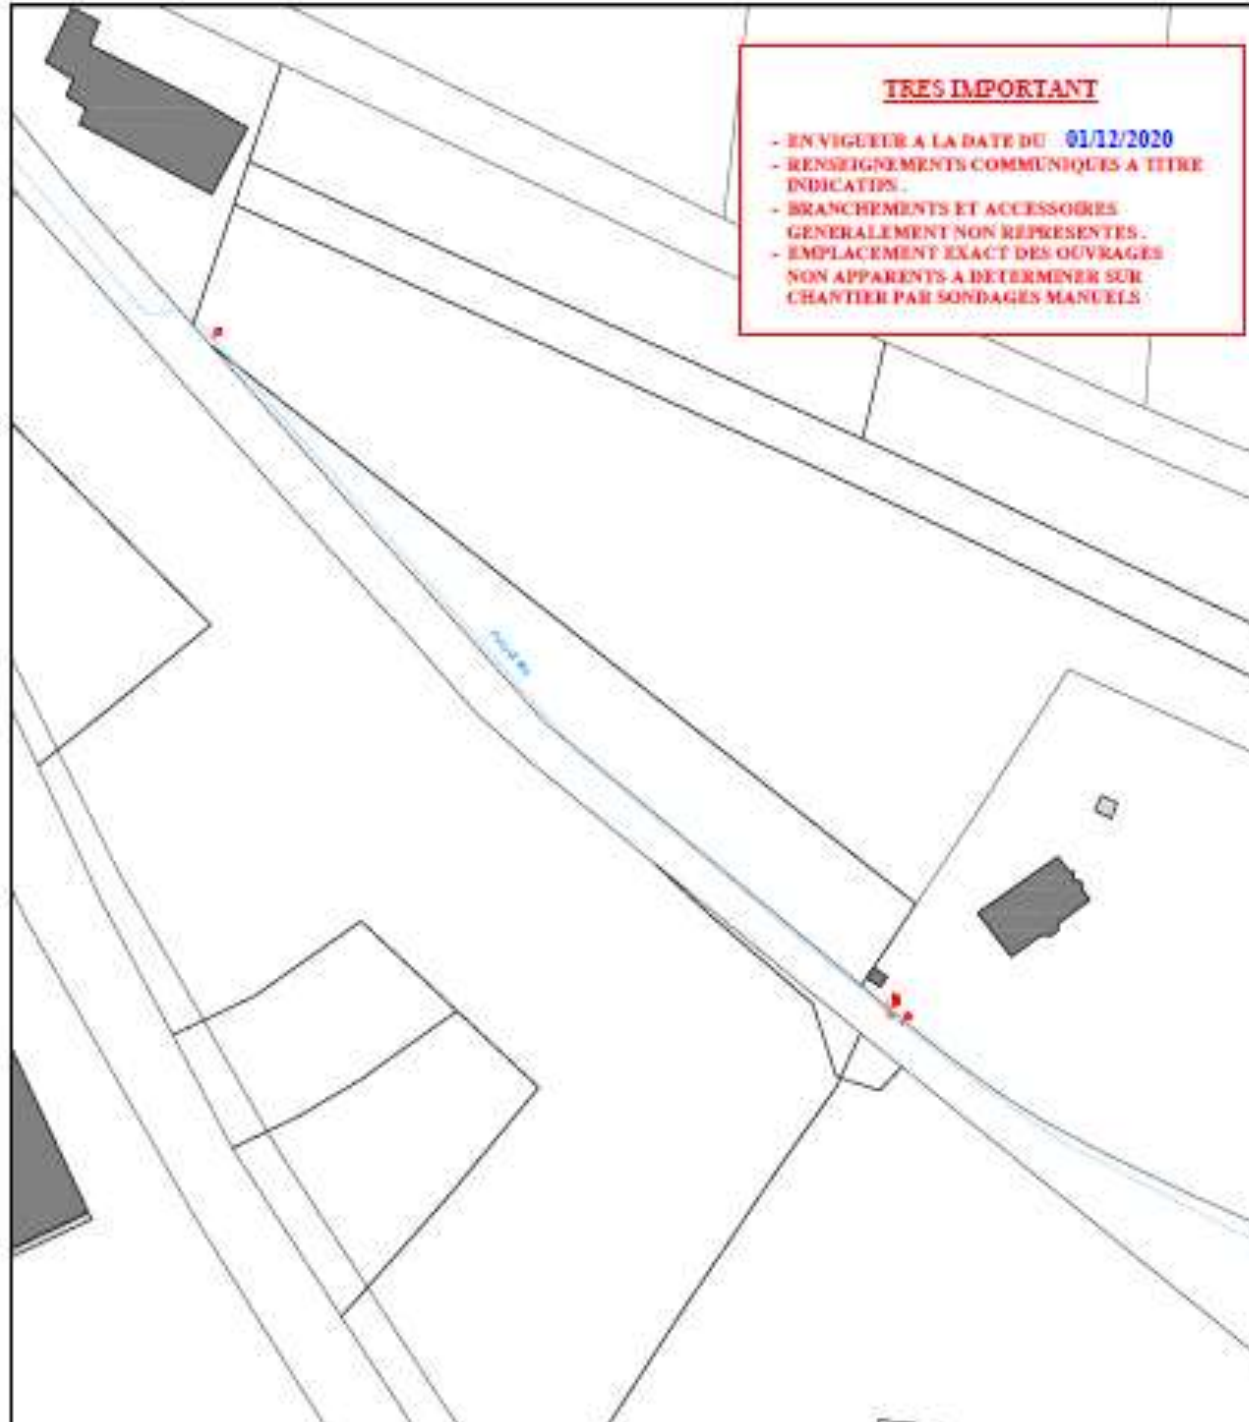 TRES IMPORTANT
- EN VIGUEUR A LA DATE DU 01/12/2020
- RENSEIGNEMENTS COMMUNIQUES A TITRE
INDICATIFS.
- BRANCHEMENTS ET ACCESSOIRES
GENERALEMENT NON REPRESENTES.
- EMPLACEMENT EXACT DES OUVRAGES
NON APPARENTS A DETERMINER SUR
CHANTIER PAR SONDAGES MANUELS